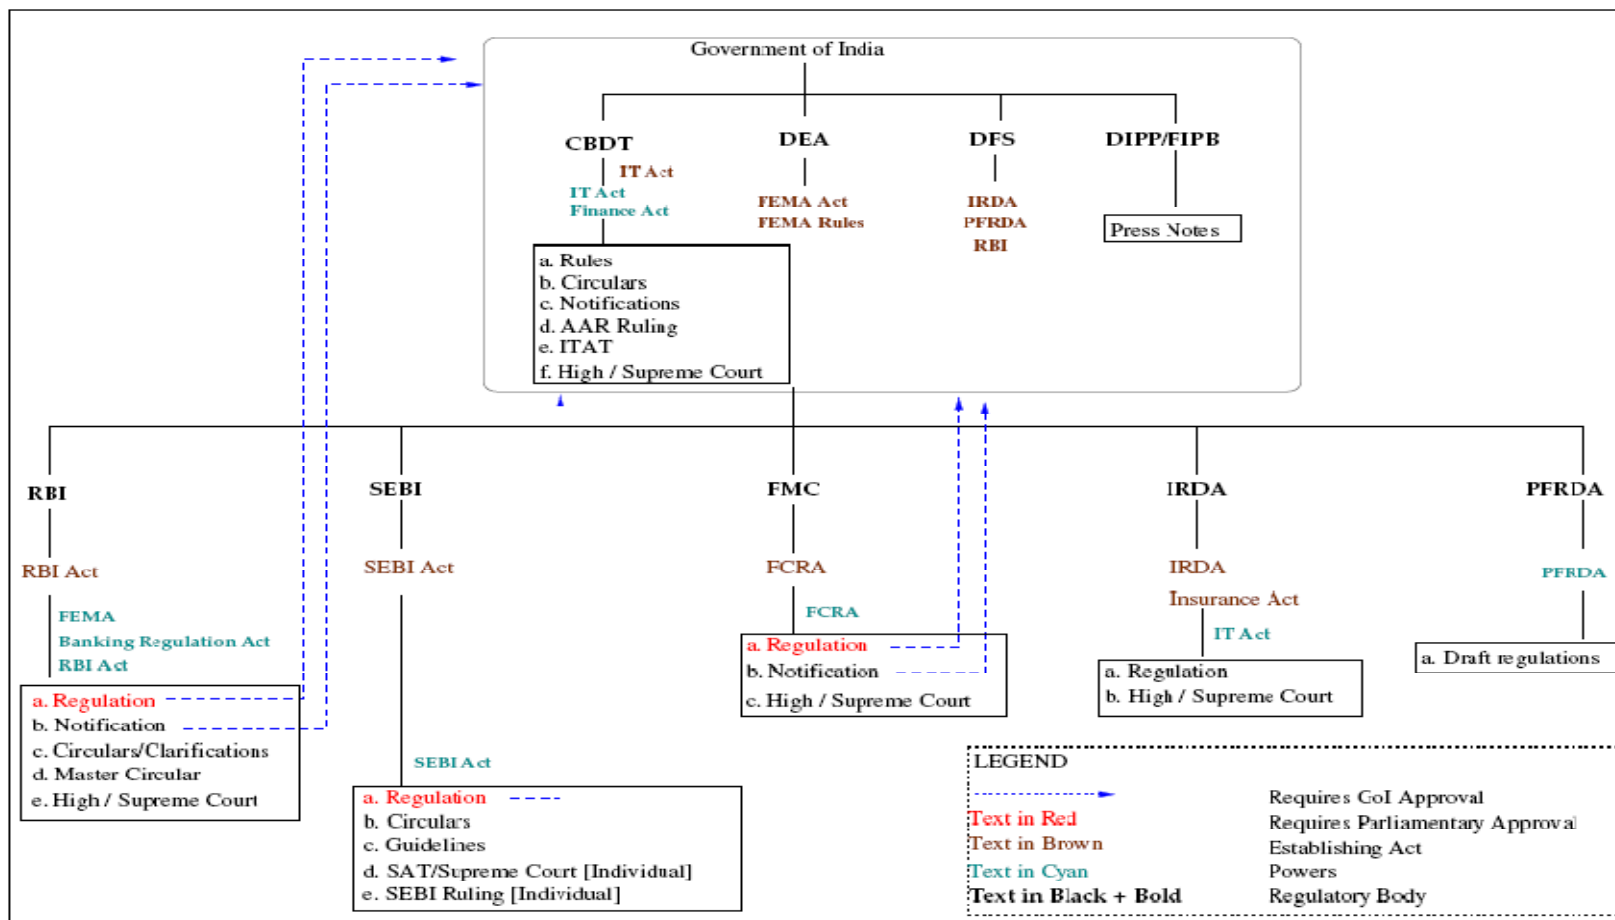 Government of India
CBDT
DEA
DFS
DIPP/FIPB
IT Act
IT Act
Finance Act
FEMA Act
FEMA Rules
IRDA
PFRDA
RBI
Press Notes
a. Rules
b. Circulars
c. Notifications
d. AAR Ruling
e. ITAT
f. High / Supreme Court
RBI
SEBI
FMC
IRDA
PFRDA
RBI Act
FEMA
Banking Regulation Act
RBI Act
a. Regulation
b. Notification
c. Circulars/Clarifications
d. Master Circular
e. High / Supreme Court
SEBI Act
SEBI Act
a. Regulation
b. Circulars
c. Guidelines
d. SAT/Supreme Court [Individual]
e. SEBI Ruling [Individual]
FCRA
FCRA
a. Regulation
b. Notification
c. High / Supreme Court
IRDA
Insurance Act
IT Act
a. Regulation
b. High / Supreme Court
PFRDA
a. Draft regulations
LEGEND
Requires GoI Approval
Text in Red Requires Parliamentary Approval
Text in Brown Establishing Act
Text in Cyan Powers
Text in Black + Bold Regulatory Body